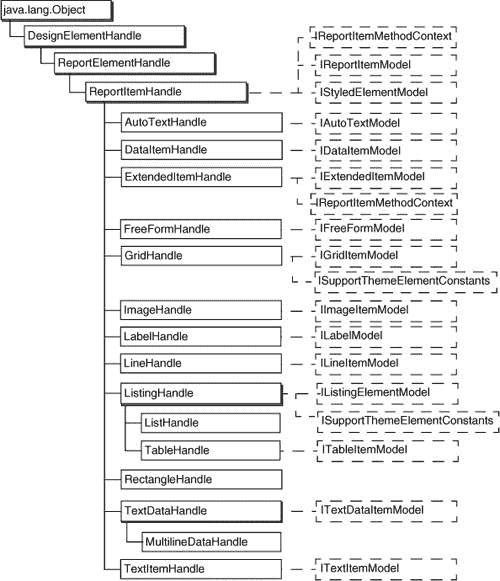 java.lang.Object
DesignElementHandle
ReportElementHandle
ReportItemHandle
IReportItemMethodContext
IReportItemModel
IStyledElementModel
AutoTextHandle
IAutoTextModel
DataItemHandle
IDataItemModel
ExtendedItemHandle
IExtendedItemModel
IReportItemMethodContext
FreeFormHandle
IFreeFormModel
GridHandle
IGridItemModel
ISupportThemeElementConstants
ImageHandle
IImageItemModel
LabelHandle
ILabelModel
LineHandle
ILineItemModel
ListingHandle
IListingElementModel
ISupportThemeElementConstants
ListHandle
TableHandle
ITableItemModel
RectangleHandle
TextDataHandle
ITextDataItemModel
MultilineDataHandle
TextItemHandle
ITextItemModel